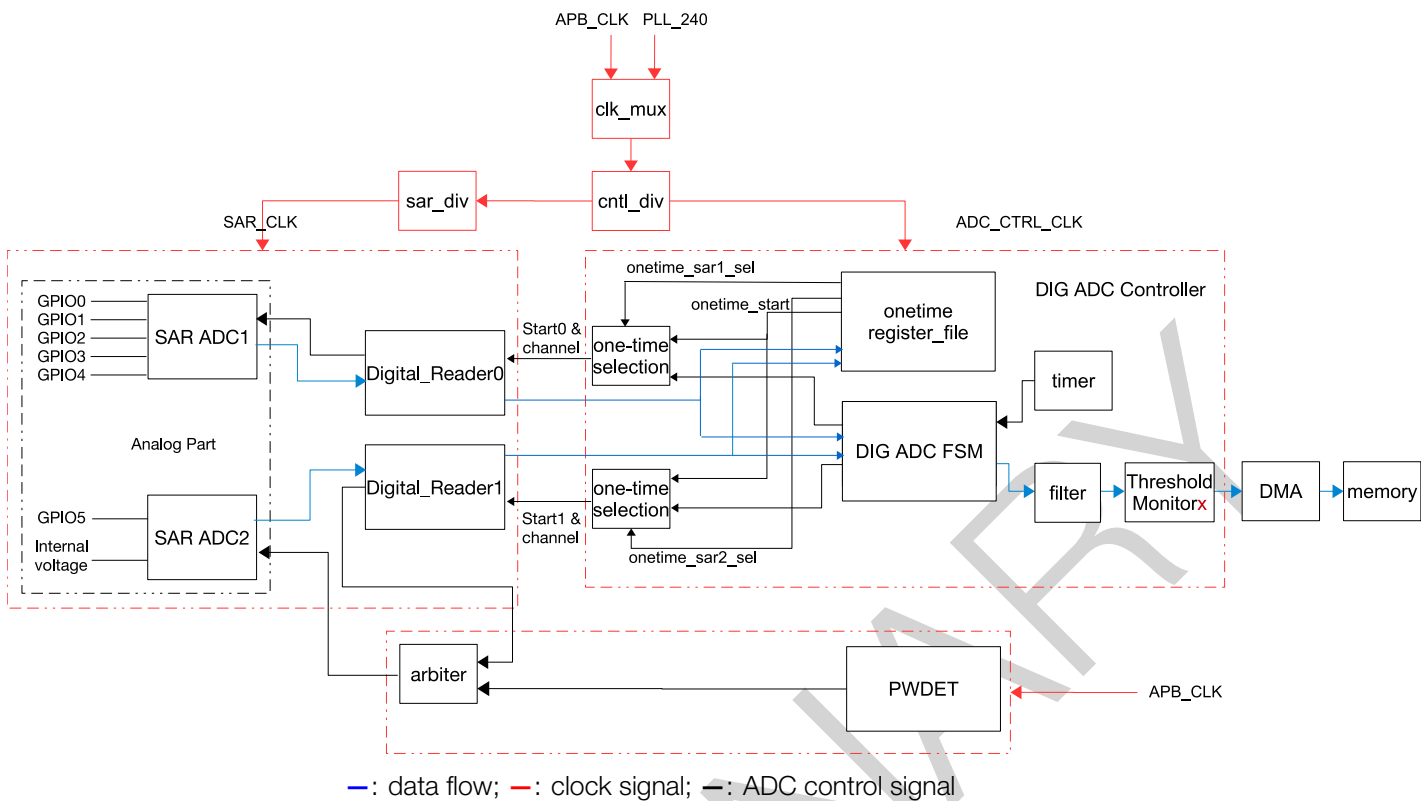 APB_CLK PLL_240
clk_mux
sar_div
cntl_div
SAR_CLK
ADC_CTRL_CLK
onetime_sar1_sel
DIG ADC Controller
GPIO0
GPIO1
GPIO2
GPIO3
GPIO4
SAR ADC1
Digital_Reader0
Start0 &
channel
one-time
selection
onetime_start
onetime
register_file
timer
Analog Part
DIG ADC FSM
GPIO5
Internal
voltage
SAR ADC2
Digital_Reader1
Start1 &
channel
one-time
selection
onetime_sar2_sel
filter
Threshold
Monitorx
DMA
memory
arbiter
PWDET
APB_CLK
: data flow; : clock signal; : ADC control signal